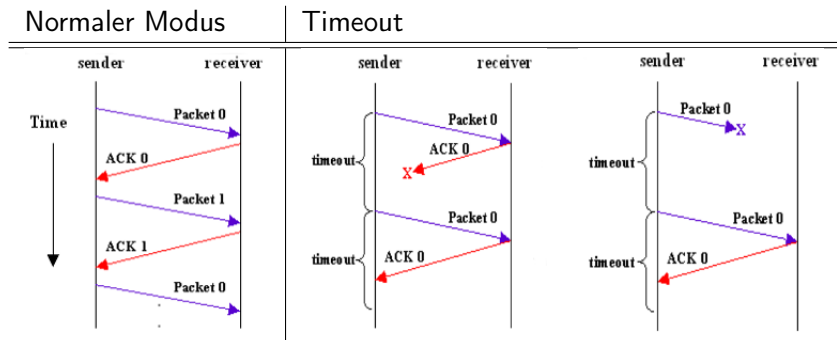 Normaler Modus
Timeout
sender receiver
Time
Packet 0
ACK 0
Packet 1
ACK 1
Packet 0
sender receiver
Packet 0
timeout
ACK 0
X
Packet 0
timeout
ACK 0
sender receiver
Packet 0
X
timeout
Packet 0
timeout
ACK 0